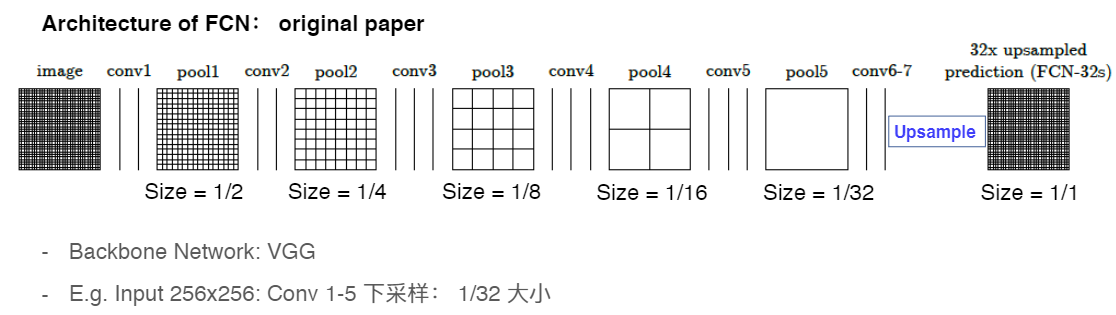 Architecture of FCN： original paper
32x upsampled
image conv1 pool1 conv2 pool2 conv3 pool3 conv4 pool4 conv5 pool5 conv6-7 prediction (FCN-32s)
Upsample
Size = 1/2 Size = 1/4 Size = 1/8 Size = 1/16 Size = 1/32 Size = 1/1
- Backbone Network: VGG
- E.g. Input 256x256: Conv 1-5 下采样： 1/32 大小